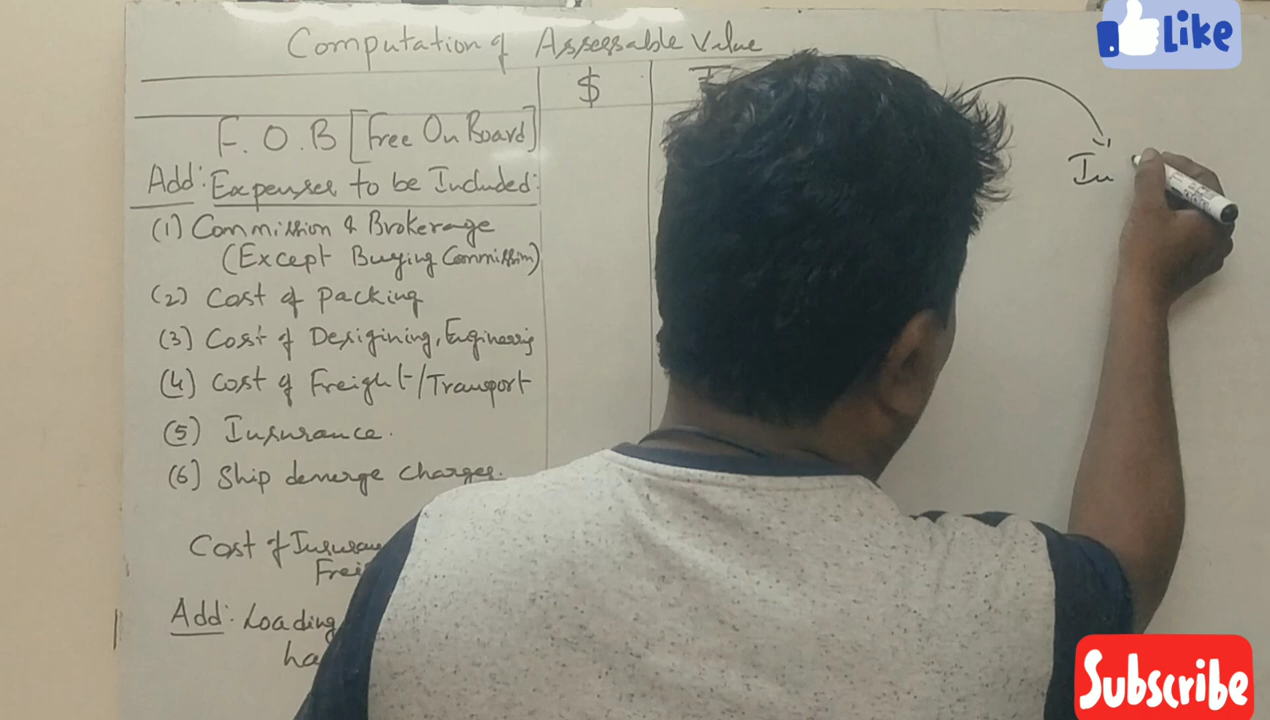 Computation of Assessable Value
$ ₹
F.O.B [Free On Board]
Add: Expenses to be Included:
(1) Commission & Brokerage
(Except Buying Commission)
(2) Cost of Packing
(3) Cost of Desigining, Engineering
(4) Cost of Freight/Transport
(5) Insurance.
(6) Ship demerge charges.
Cost of
Add: Loading
In
Like
Subscribe